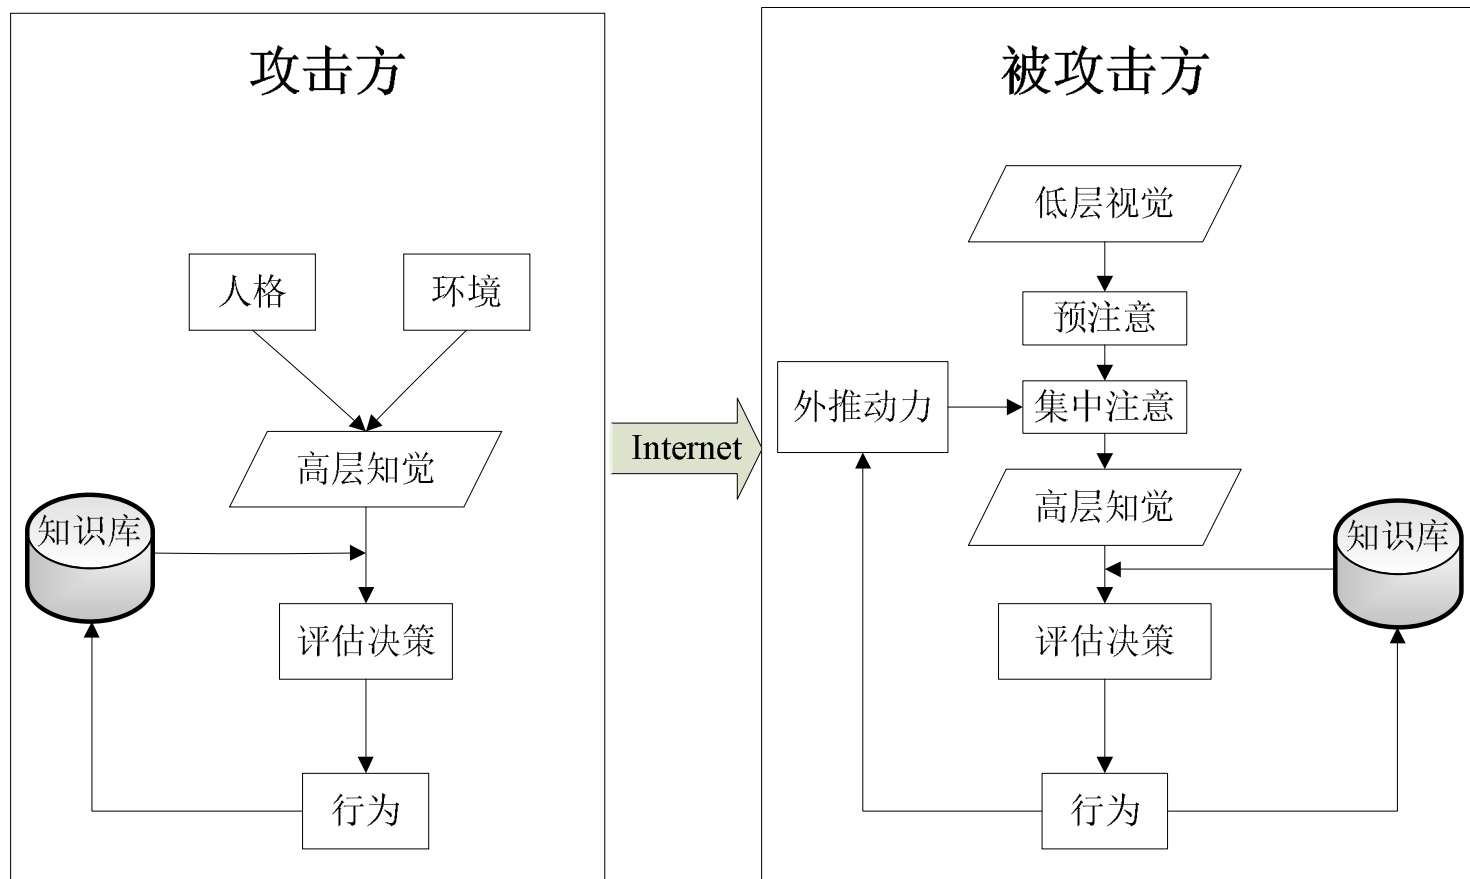 攻击方
人格
环境
高层知觉
知识库
评估决策
行为
Internet
被攻击方
低层视觉
预注意
外推动力
集中注意
高层知觉
知识库
评估决策
行为